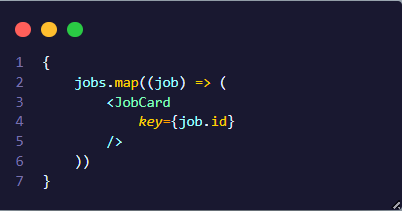 1 {
2     jobs.map((job) => (
3         <JobCard
4             key={job.id}
5         />
6     ))
7 }